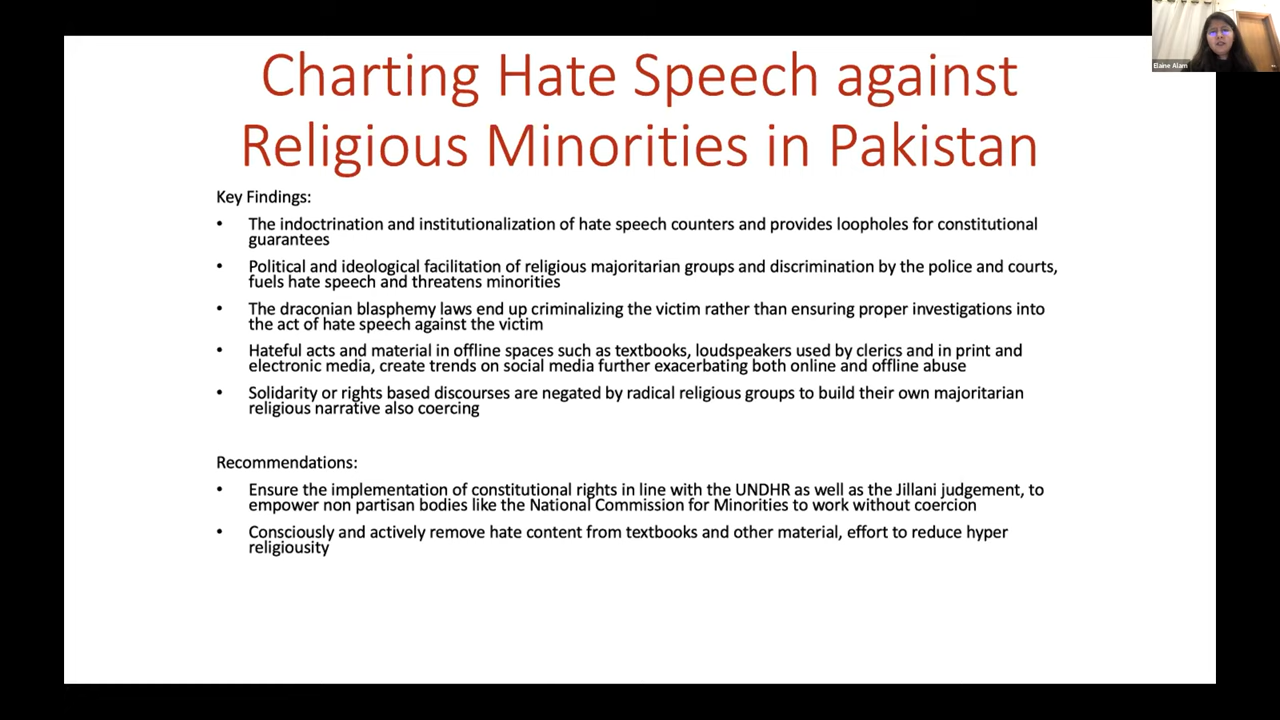 Charting Hate Speech against
Religious Minorities in Pakistan
Key Findings:
• The indoctrination and institutionalization of hate speech counters and provides loopholes for constitutional
guarantees
• Political and ideological facilitation of religious majoritarian groups and discrimination by the police and courts,
fuels hate speech and threatens minorities
• The draconian blasphemy laws end up criminalizing the victim rather than ensuring proper investigations into
the act of hate speech against the victim
• Hateful acts and material in offline spaces such as textbooks, loudspeakers used by clerics and in print and
electronic media, create trends on social media further exacerbating both online and offline abuse
• Solidarity or rights based discourses are negated by radical religious groups to build their own majoritarian
religious narrative also coercing
Recommendations:
• Ensure the implementation of constitutional rights in line with the UNDHR as well as the Jillani judgement, to
empower non partisan bodies like the National Commission for Minorities to work without coercion
• Consciously and actively remove hate content from textbooks and other material, effort to reduce hyper
religiousity
Elaine Alam